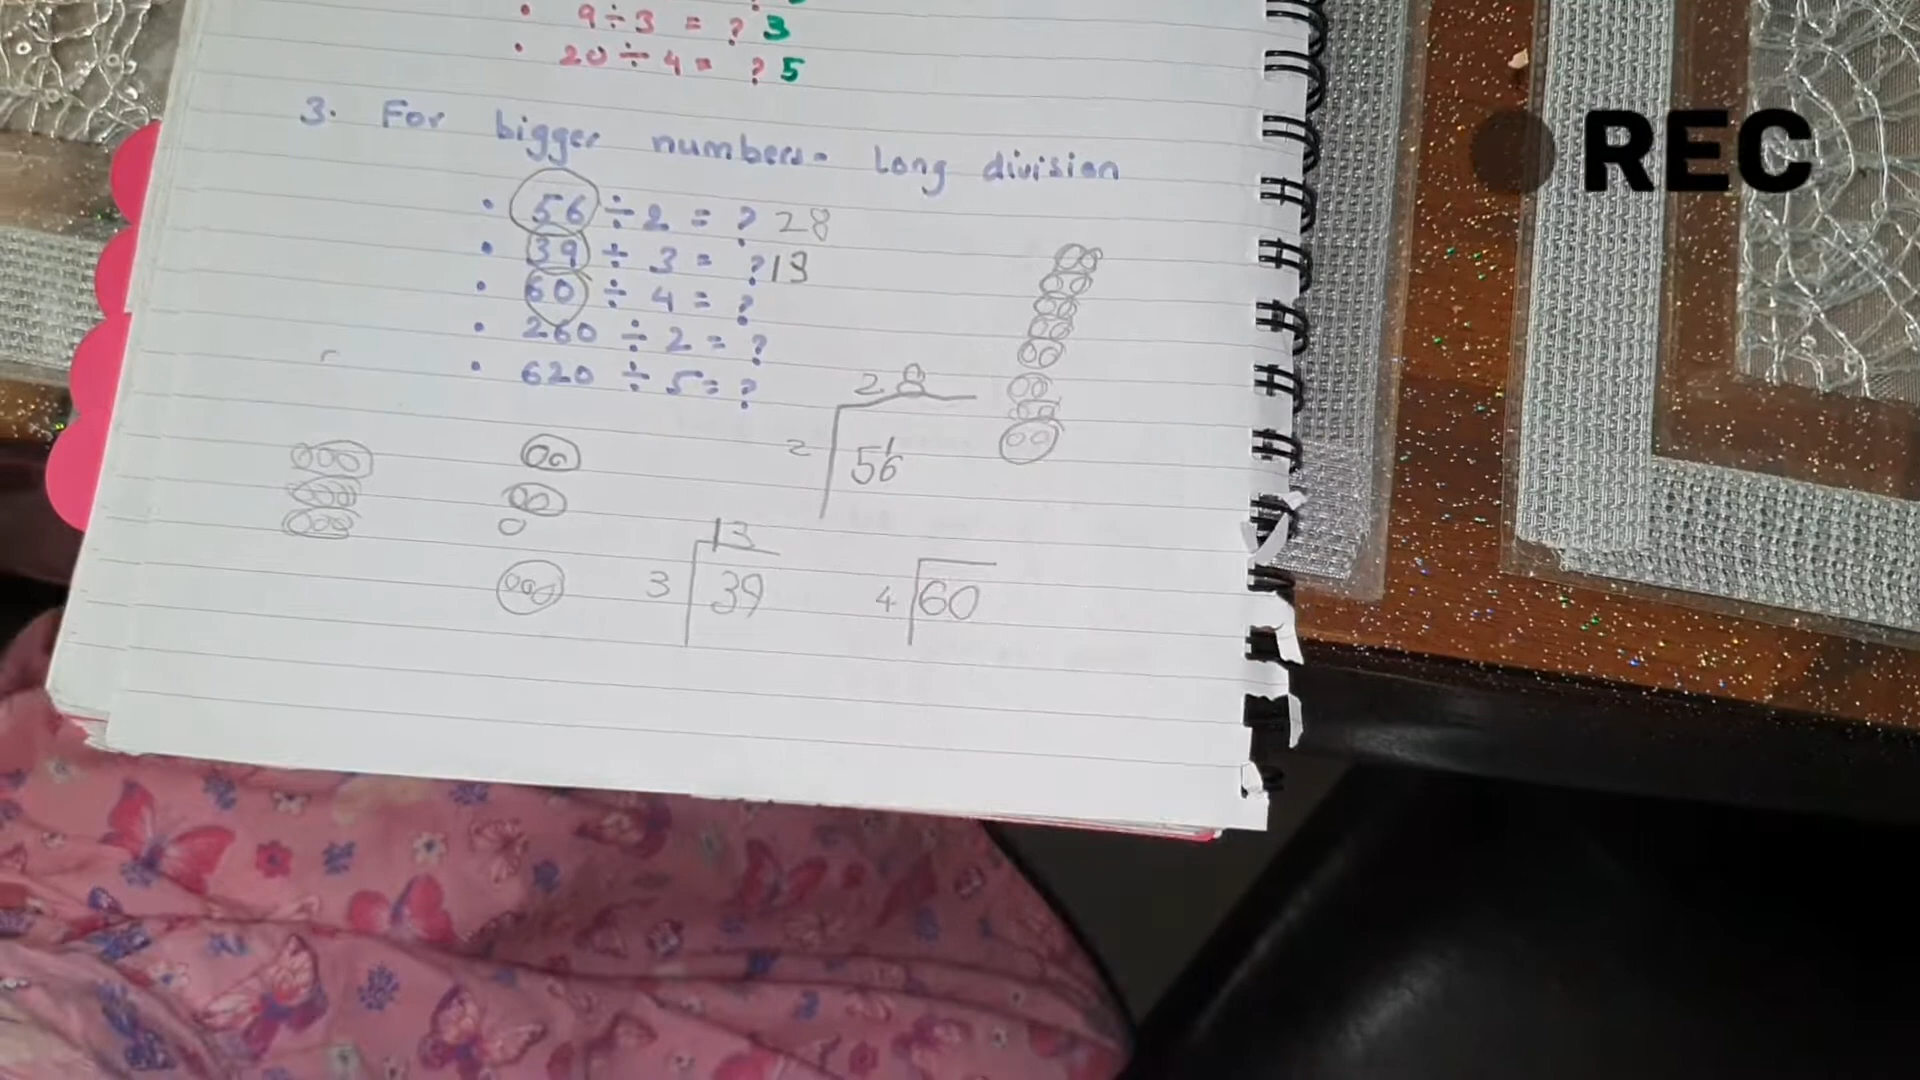 • 9 ÷ 3 = ? 3
• 20 ÷ 4 = ? 5
REC
3. For bigger numbers - Long division
• 56 ÷ 2 = ? 28
• 39 ÷ 3 = ? 13
• 60 ÷ 4 = ?
• 260 ÷ 2 = ?
• 620 ÷ 5 = ?
28
2 56
1
13
3 39
4 60